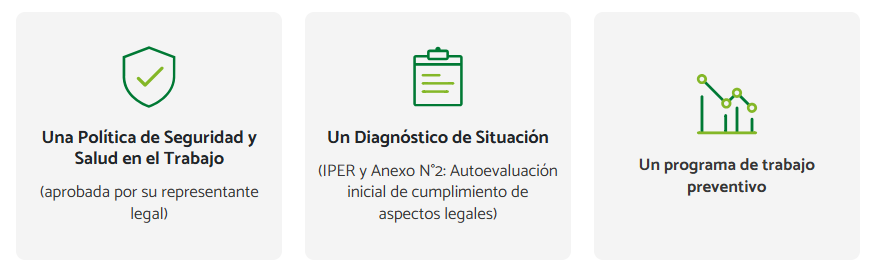 Una Política de Seguridad y
Salud en el Trabajo
(aprobada por su representante
legal)
Un Diagnóstico de Situación
(IPER y Anexo N°2: Autoevaluación
inicial de cumplimiento de
aspectos legales)
Un programa de trabajo
preventivo